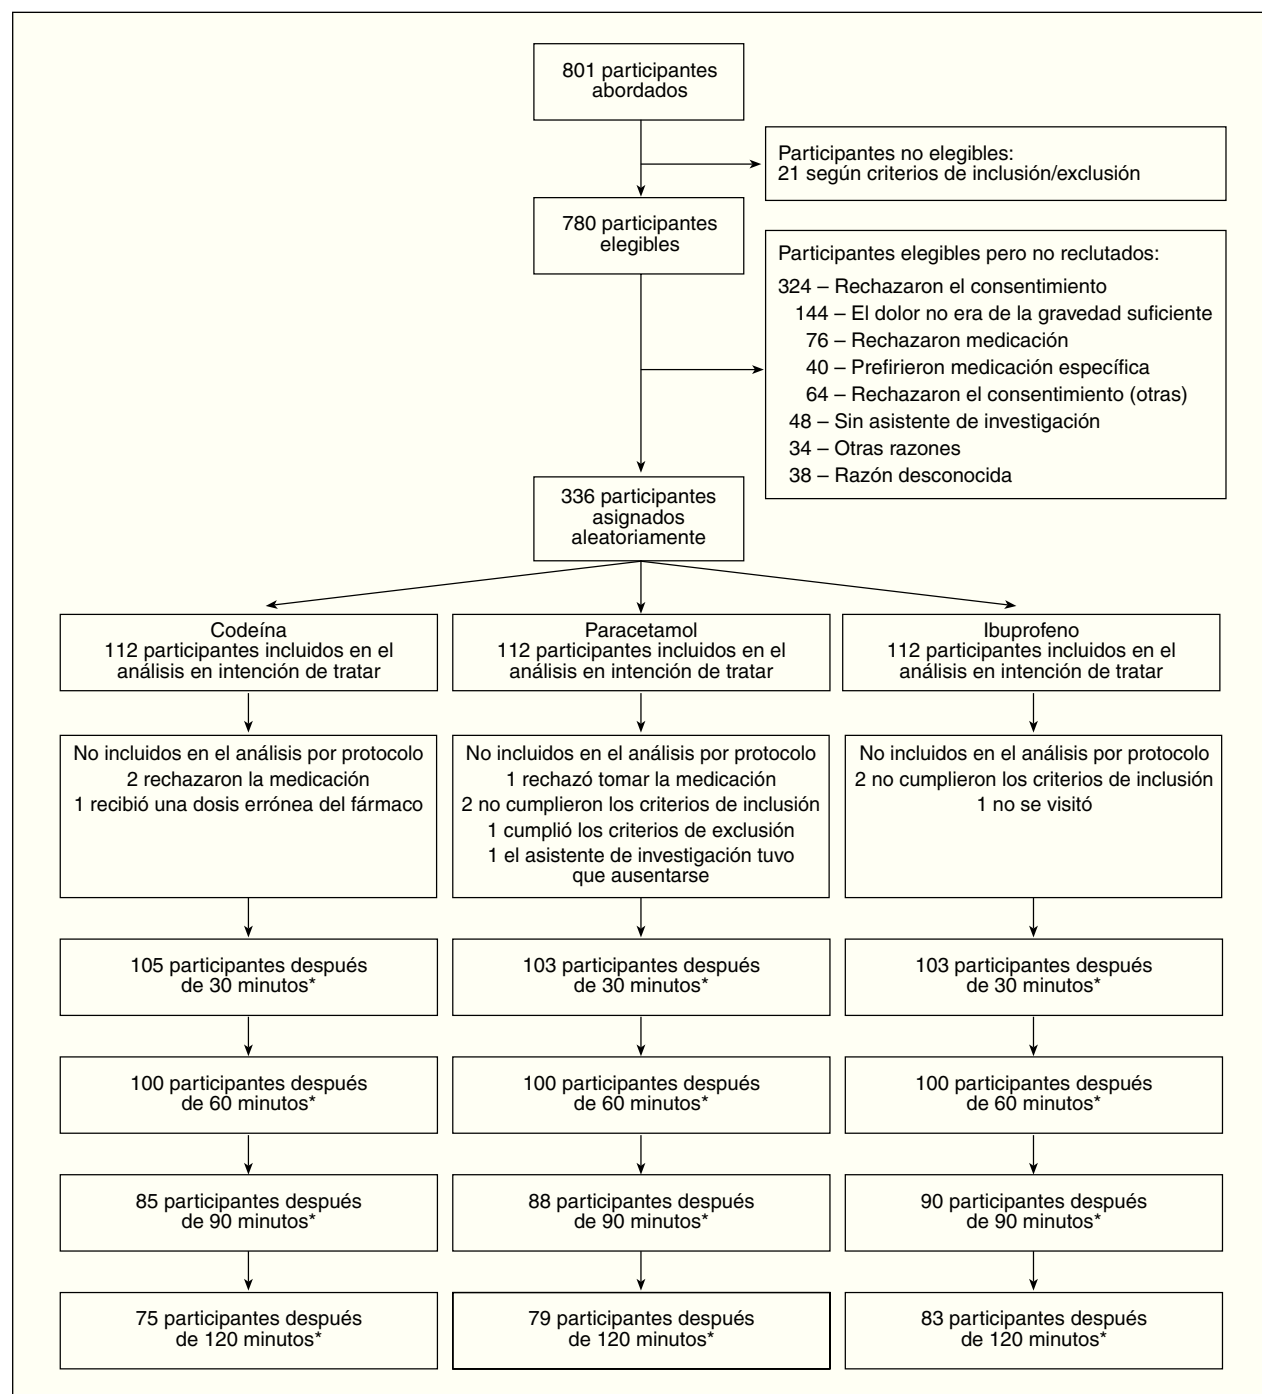 801 participantes
abordados
Participantes no elegibles:
21 según criterios de inclusión/exclusión
780 participantes
elegibles
Participantes elegibles pero no reclutados:
324 – Rechazaron el consentimiento
144 – El dolor no era de la gravedad suficiente
76 – Rechazaron medicación
40 – Prefirieron medicación específica
64 – Rechazaron el consentimiento (otras)
48 – Sin asistente de investigación
34 – Otras razones
38 – Razón desconocida
336 participantes
asignados
aleatoriamente
Codeína
112 participantes incluidos en el
análisis en intención de tratar
Paracetamol
112 participantes incluidos en el
análisis en intención de tratar
Ibuprofeno
112 participantes incluidos en el
análisis en intención de tratar
No incluidos en el análisis por protocolo
2 rechazaron la medicación
1 recibió una dosis errónea del fármaco
No incluidos en el análisis por protocolo
1 rechazó tomar la medicación
2 no cumplieron los criterios de inclusión
1 cumplió los criterios de exclusión
1 el asistente de investigación tuvo
que ausentarse
No incluidos en el análisis por protocolo
2 no cumplieron los criterios de inclusión
1 no se visitó
105 participantes después
de 30 minutos*
103 participantes después
de 30 minutos*
103 participantes después
de 30 minutos*
100 participantes después
de 60 minutos*
100 participantes después
de 60 minutos*
100 participantes después
de 60 minutos*
85 participantes después
de 90 minutos*
88 participantes después
de 90 minutos*
90 participantes después
de 90 minutos*
75 participantes después
de 120 minutos*
79 participantes después
de 120 minutos*
83 participantes después
de 120 minutos*